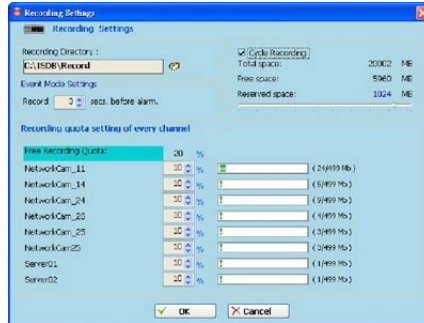 Recording Settings
Recording Settings
Recording Directory :
C:\ISDB\Record
Event Mode Settings
Record 3 secs. before alarm.
Cycle Recording
Total space: 20002 MB
Free space: 5960 MB
Reserved space: 1024 MB
Recording quota setting of every channel
Free Recording Quota: 20 %
NetworkCam_11 10 % (24/499 Mb)
NetworkCam_14 10 % (5/499 Mb)
NetworkCam_24 10 % (9/499 Mb)
NetworkCam_26 10 % (4/499 Mb)
NetworkCam_25 10 % (3/499 Mb)
NetworkCam25 10 % (3/499 Mb)
Server01 10 % (1/499 Mb)
Server02 10 % (1/499 Mb)
OK Cancel